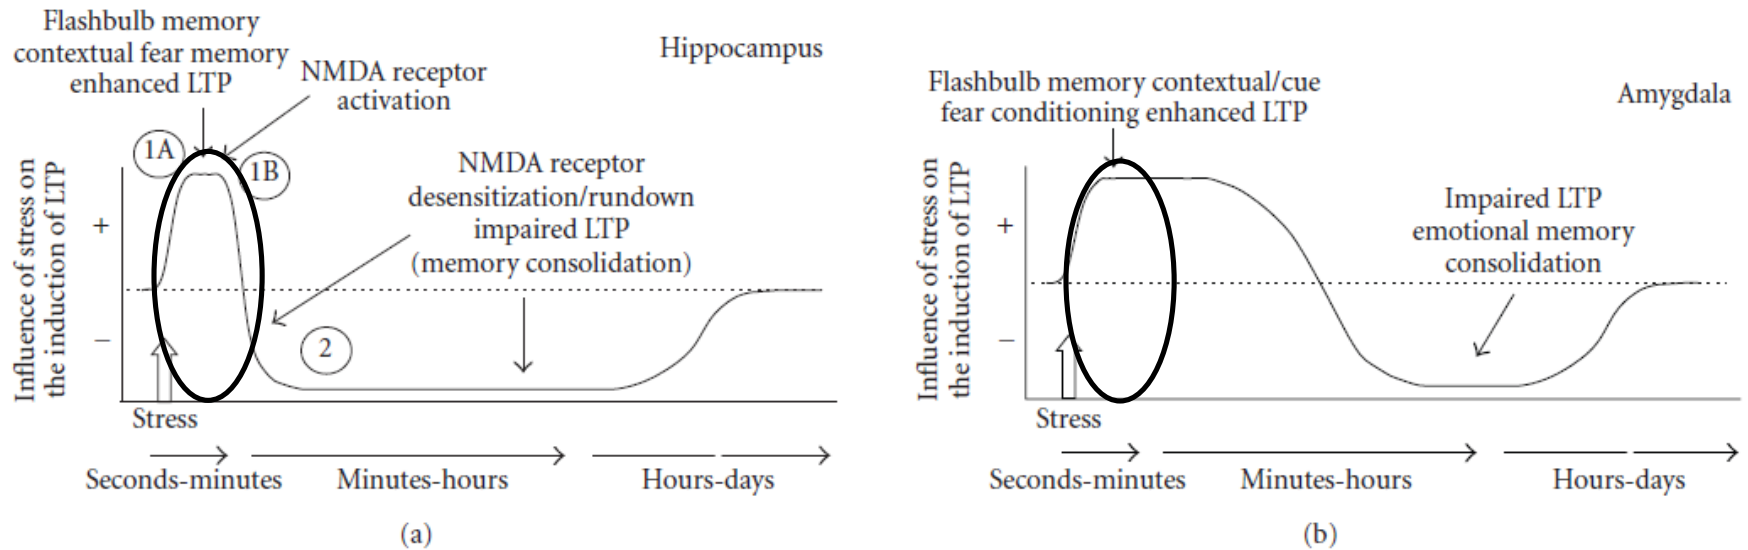 Flashbulb memory
contextual fear memory
enhanced LTP
NMDA receptor
activation
Hippocampus
1A
1B
NMDA receptor
desensitization/rundown
impaired LTP
(memory consolidation)
2
Influence of stress on
the induction of LTP
+
−
Stress
Seconds-minutes
Minutes-hours
Hours-days
(a)
Flashbulb memory contextual/cue
fear conditioning enhanced LTP
Amygdala
Impaired LTP
emotional memory
consolidation
Influence of stress on
the induction of LTP
+
−
Stress
Seconds-minutes
Minutes-hours
Hours-days
(b)